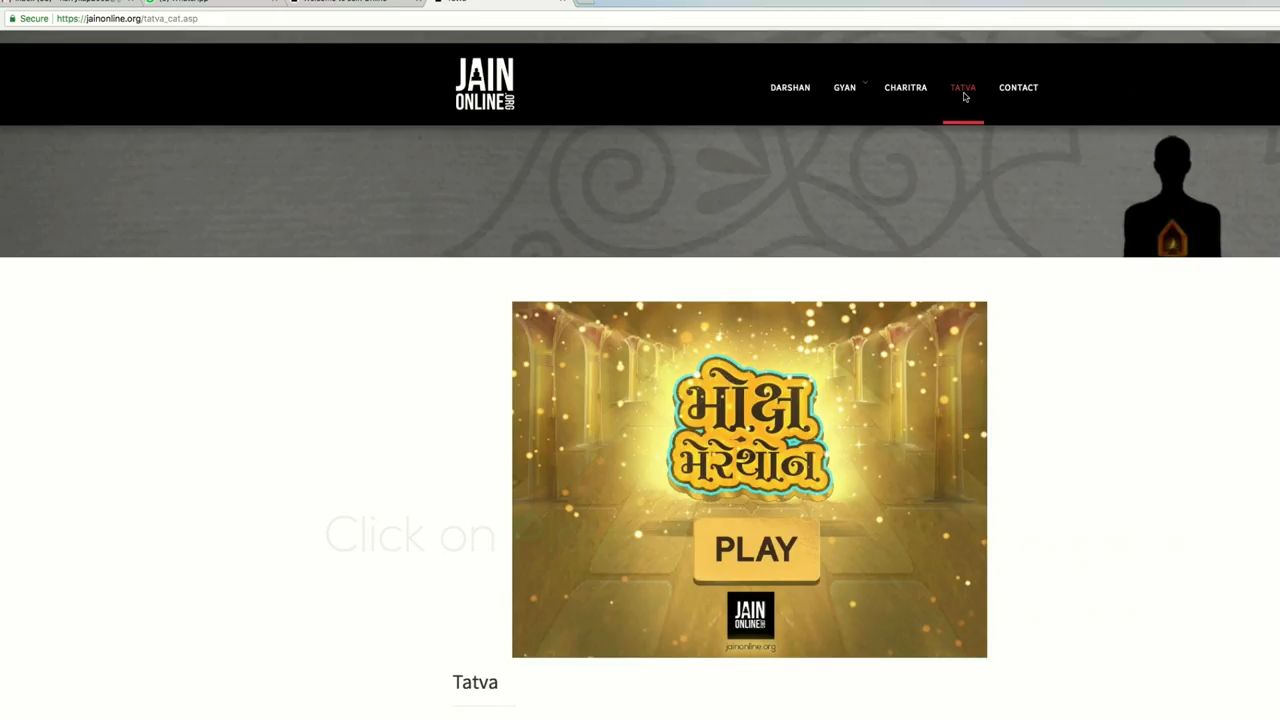 Secure https://jainonline.org/tatva_cat.asp
JAIN
ONLINE.ORG
DARSHAN GYAN CHARITRA TATVA CONTACT
મોક્ષ
મેરેથોન
Click on
PLAY
JAIN
ONLINE.ORG
jainonline.org
Tatva